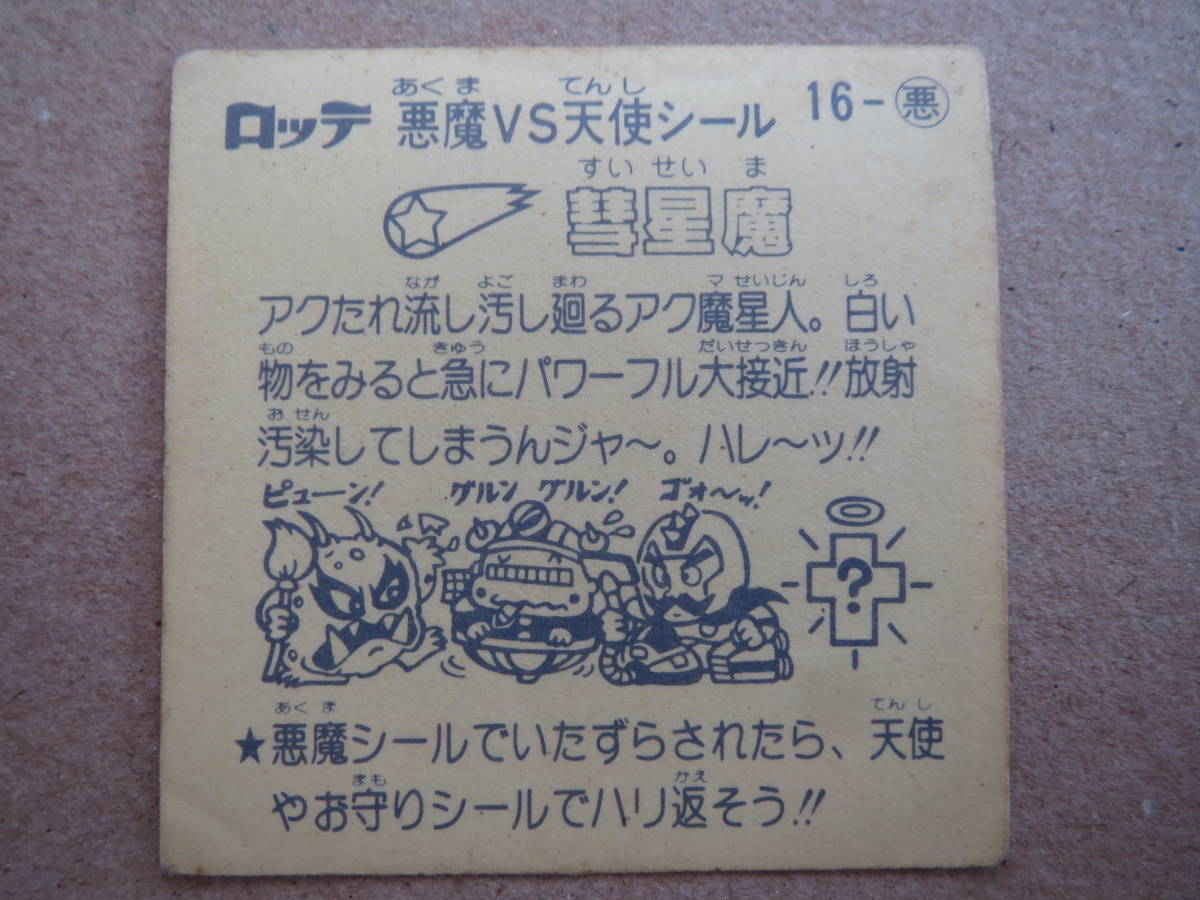 あくま てんし
ロッテ 悪魔VS天使シール 16-悪
すいせいま
彗星魔
なが よご まわ マせいじん しろ
アクたれ流し汚し廻るアク魔星人。白い
もの きゅう だいせっきん ほうしゃ
物をみると急にパワーフル大接近!!放射
おせん
汚染してしまうんジャ〜。ハレ〜ッ!!
ピューン! グルン グルン! ゴォ〜ッ!
?
あくま てんし
★悪魔シールでいたずらされたら、天使
まも かえ
やお守りシールでハリ返そう!!